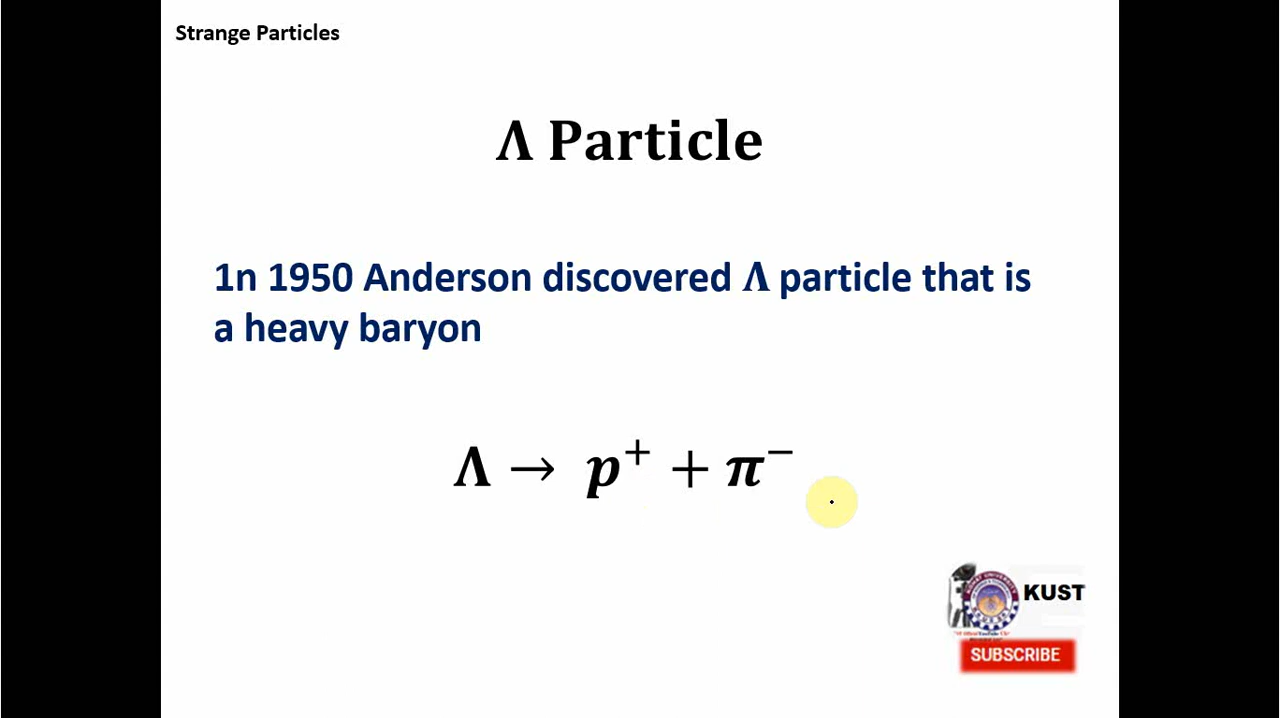 Strange Particles
Λ Particle
1n 1950 Anderson discovered Λ particle that is
a heavy baryon
Λ → p⁺ + π⁻
KUST
SUBSCRIBE